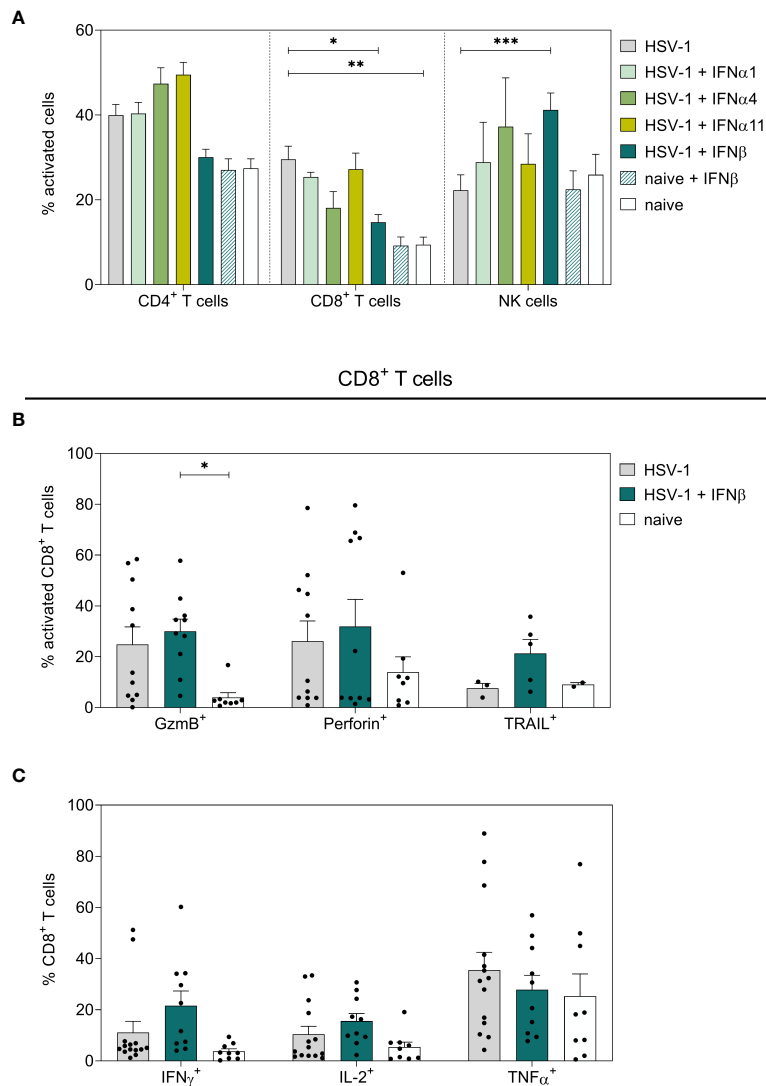 A
% activated cells
60
40
20
0
* 
**
***
CD4⁺ T cells
CD8⁺ T cells
NK cells
HSV-1
HSV-1 + IFNα1
HSV-1 + IFNα4
HSV-1 + IFNα11
HSV-1 + IFNβ
naive + IFNβ
naive
CD8⁺ T cells
B
% activated CD8⁺ T cells
100
80
60
40
20
0
*
GzmB⁺
Perforin⁺
TRAIL⁺
HSV-1
HSV-1 + IFNβ
naive
C
% CD8⁺ T cells
100
80
60
40
20
0
IFNγ⁺
IL-2⁺
TNFα⁺